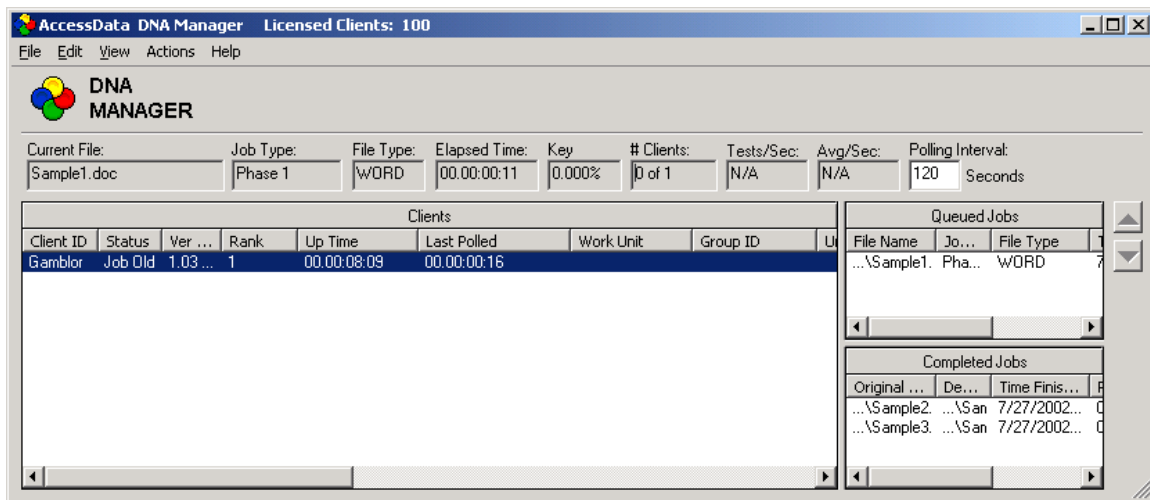 AccessData DNA Manager Licensed Clients: 100
File Edit View Actions Help
DNA
MANAGER
Current File: Job Type: File Type: Elapsed Time: Key # Clients: Tests/Sec: Avg/Sec: Polling Interval:
Sample1.doc Phase 1 WORD 00.00:00:11 0.000% 0 of 1 N/A N/A 120 Seconds
Clients
Client ID Status Ver ... Rank Up Time Last Polled Work Unit Group ID
Gamblor Job Old 1.03 ... 1 00.00:08:09 00.00:00:16
Queued Jobs
File Name Jo... File Type
...\Sample1. Pha... WORD 7
Completed Jobs
Original ... De... Time Finis...
...\Sample2. ...\San 7/27/2002...
...\Sample3. ...\San 7/27/2002...